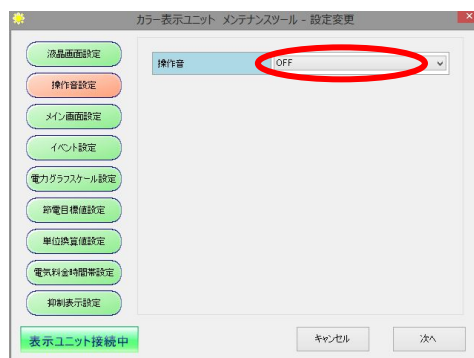 カラー表示ユニット メンテナンスツール - 設定変更
液晶画面設定
操作音 OFF
操作音設定
メイン画面設定
イベント設定
電力グラフスケール設定
節電目標値設定
単位換算値設定
電気料金時間帯設定
抑制表示設定
表示ユニット接続中
キャンセル
次へ